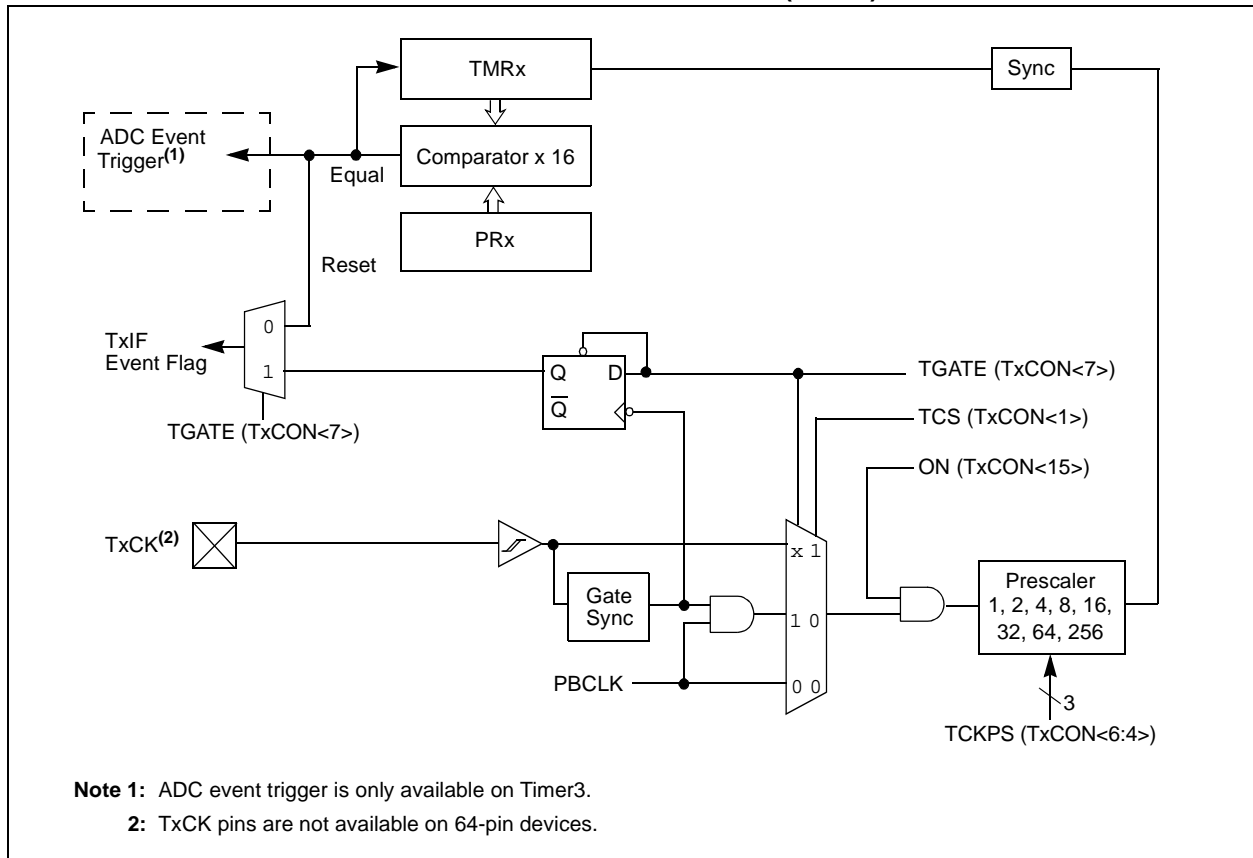 TMRx
Sync
ADC Event
Trigger(1)
Equal
Comparator x 16
PRx
Reset
0
TxIF
Event Flag
1
Q D
Q
TGATE (TxCON<7>)
TGATE (TxCON<7>)
TCS (TxCON<1>)
ON (TxCON<15>)
TxCK(2)
x 1
Gate
Sync
1 0
Prescaler
1, 2, 4, 8, 16,
32, 64, 256
PBCLK
0 0
3
TCKPS (TxCON<6:4>)
Note 1: ADC event trigger is only available on Timer3.
2: TxCK pins are not available on 64-pin devices.